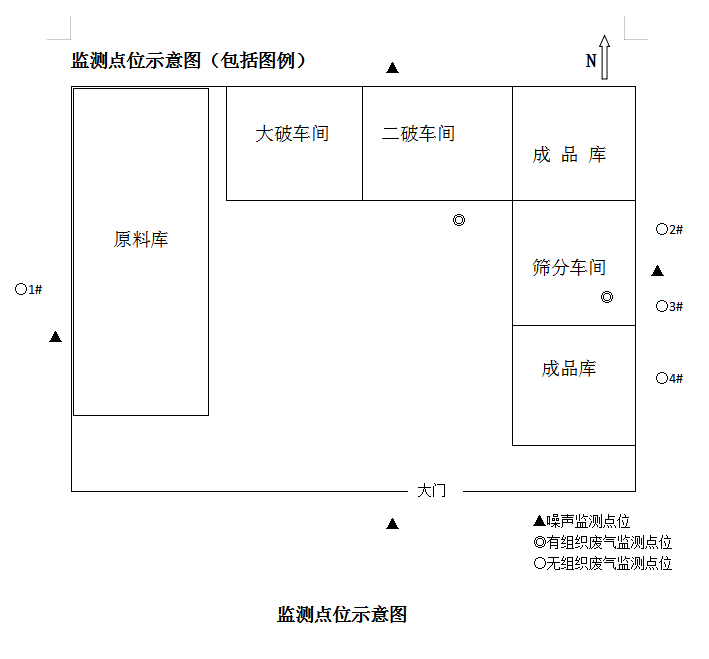 监测点位示意图（包括图例）
N
大破车间
二破车间
成 品 库
原料库
2#
筛分车间
1#
3#
成品库
4#
大门
▲噪声监测点位
◎有组织废气监测点位
○无组织废气监测点位
监测点位示意图